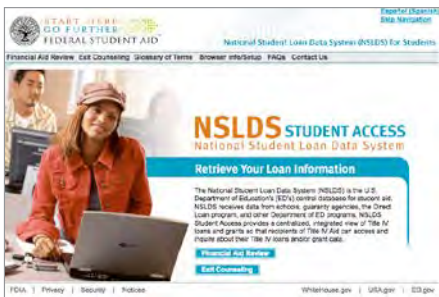 Español (Spanish)
Skip Navigation
START HERE
GO FURTHER
FEDERAL STUDENT AID
National Student Loan Data System (NSLDS) for Students
Financial Aid Review Exit Counseling Glossary of Terms Browser Info/Setup FAQs Contact Us
NSLDS STUDENT ACCESS
National Student Loan Data System
Retrieve Your Loan Information
The National Student Loan Data System (NSLDS) is the U.S.
Department of Education's (ED's) central database for student aid.
NSLDS receives data from schools, guaranty agencies, the Direct
Loan program, and other Department of ED programs. NSLDS
Student Access provides a centralized, integrated view of Title IV
loans and grants so that recipients of Title IV Aid can access and
inquire about their Title IV loans and/or grant data.
Financial Aid Review
Exit Counseling
FOIA | Privacy | Security | Notices
WhiteHouse.gov | USA.gov | ED.gov